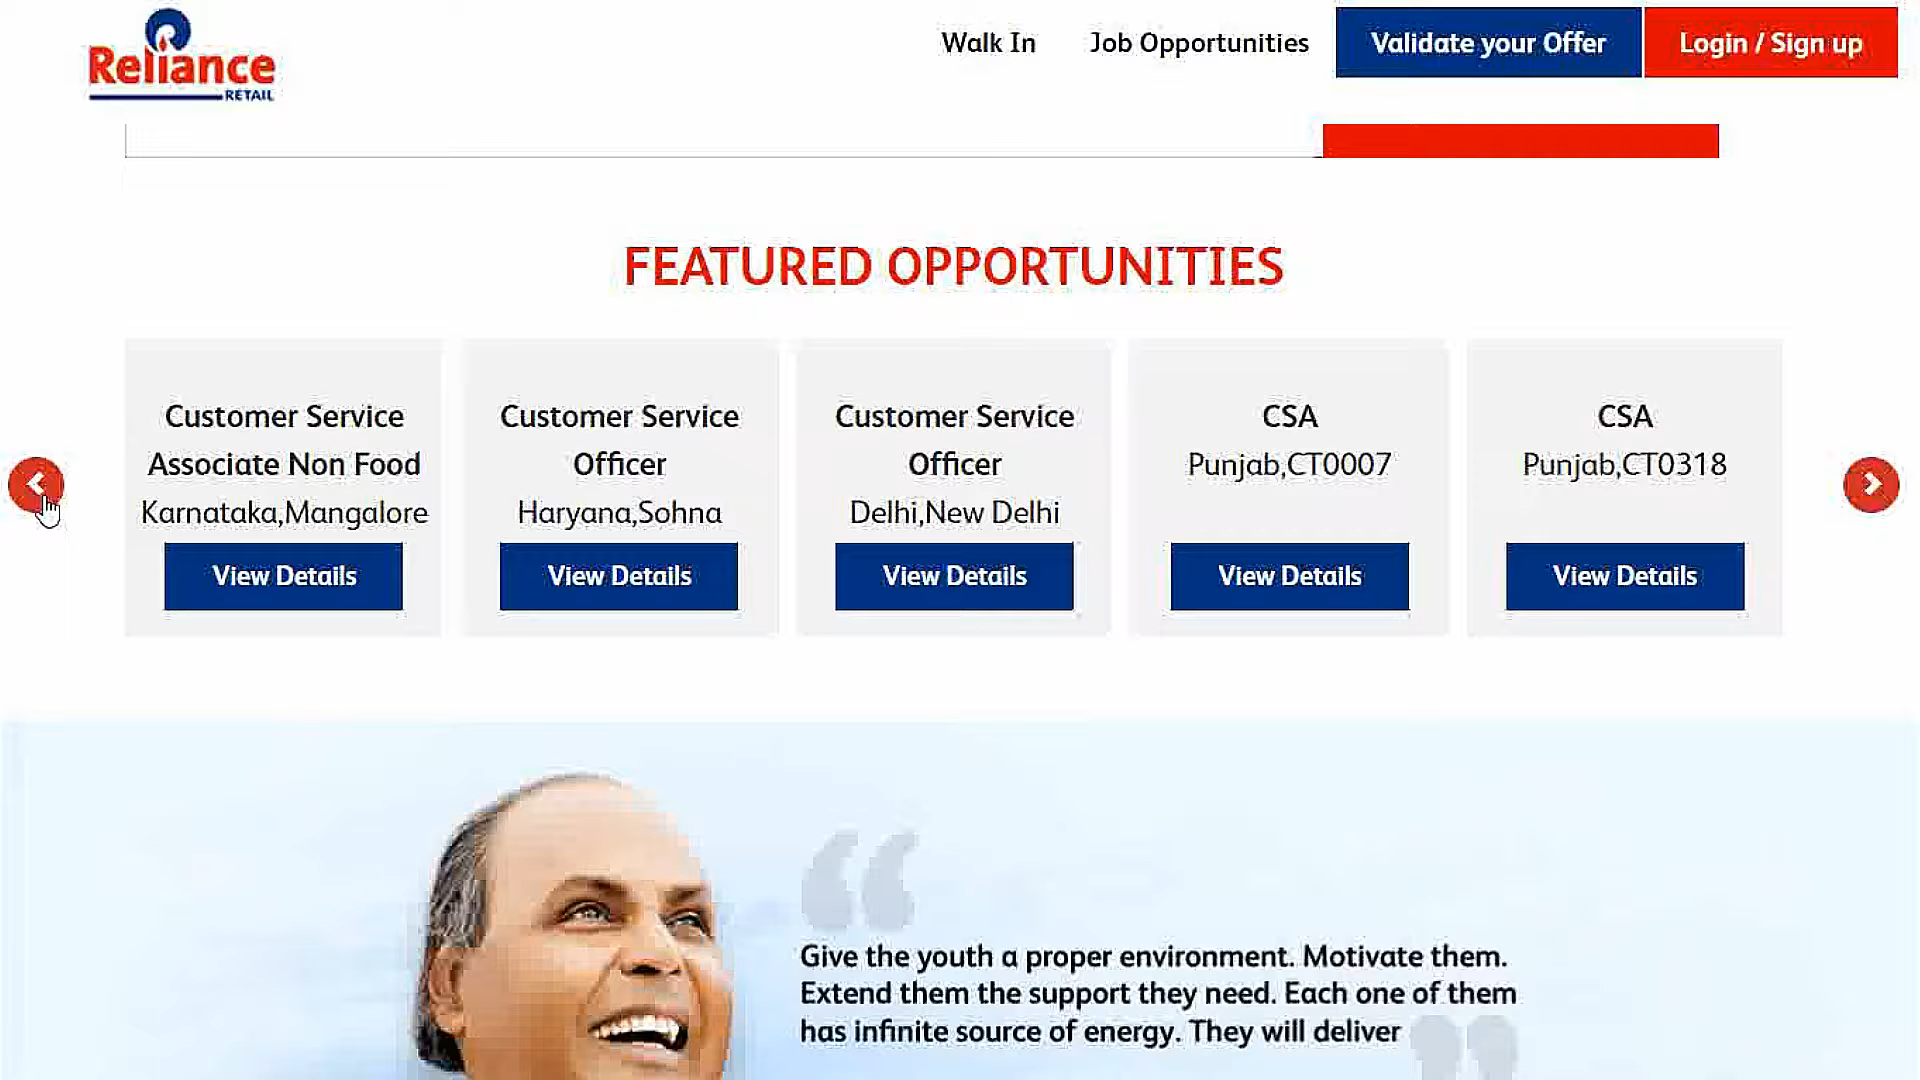 Reliance
RETAIL
Walk In
Job Opportunities
Validate your Offer
Login / Sign up
FEATURED OPPORTUNITIES
Customer Service
Associate Non Food
Karnataka,Mangalore
View Details
Customer Service
Officer
Haryana,Sohna
View Details
Customer Service
Officer
Delhi,New Delhi
View Details
CSA
Punjab,CT0007
View Details
CSA
Punjab,CT0318
View Details
“
Give the youth a proper environment. Motivate them.
Extend them the support they need. Each one of them
has infinite source of energy. They will deliver
”